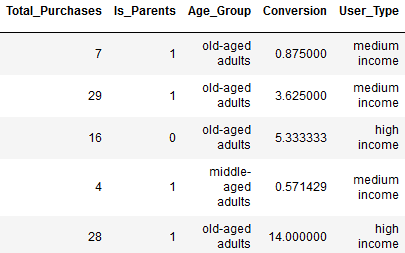 Total_Purchases Is_Parents Age_Group Conversion User_Type
7 1 old-aged adults 0.875000 medium income
29 1 old-aged adults 3.625000 medium income
16 0 old-aged adults 5.333333 high income
4 1 middle-aged adults 0.571429 medium income
28 1 old-aged adults 14.000000 high income